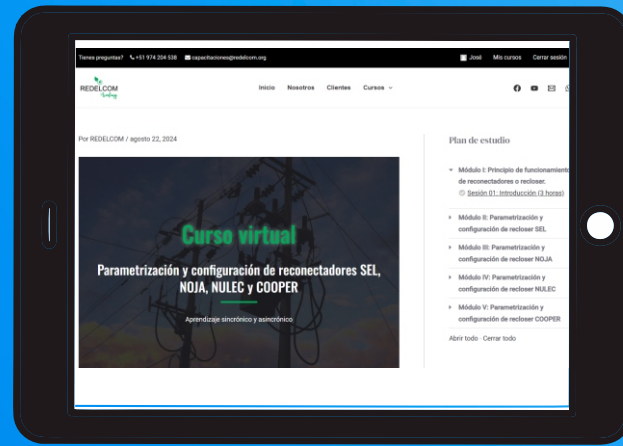 Tienes preguntas? +51 974 204 538 capacitaciones@redelcom.org
José Mis cursos Cerrar sesión
REDELCOM
Inicio Nosotros Clientes Cursos
Por REDELCOM / agosto 22, 2024
Curso virtual
Parametrización y configuración de reconectadores SEL,
NOJA, NULEC y COOPER
Aprendizaje sincrónico y asincrónico
Plan de estudio
Módulo I: Principio de funcionamiento
de reconectadores o recloser.
Sesión 01: Introducción (3 horas)
Módulo II: Parametrización y
configuración de recloser SEL
Módulo III: Parametrización y
configuración de recloser NOJA
Módulo IV: Parametrización y
configuración de recloser NULEC
Módulo V: Parametrización y
configuración de recloser COOPER
Abrir todo · Cerrar todo